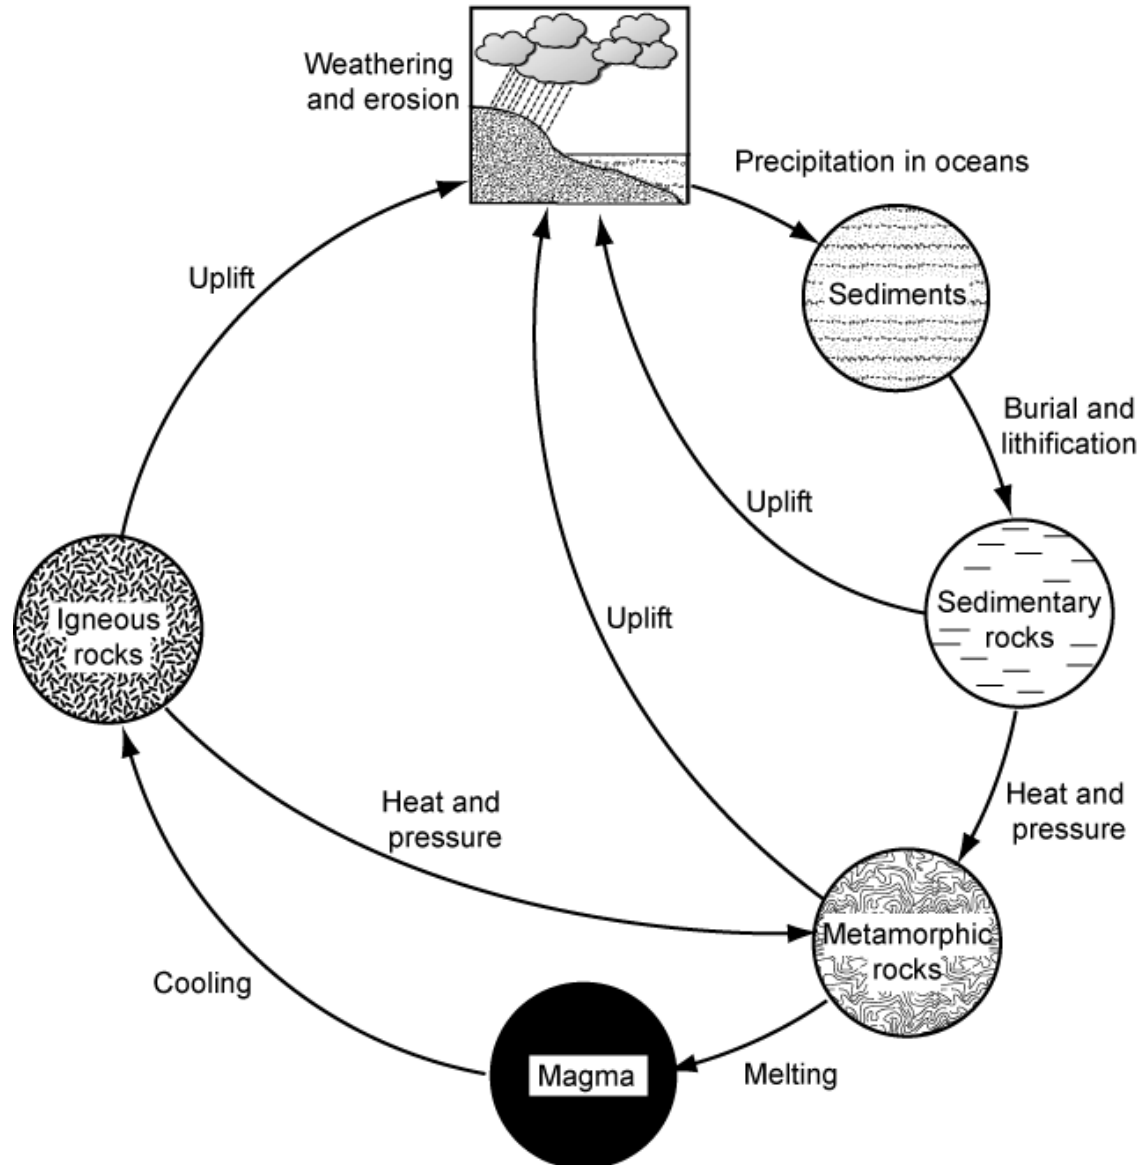 Weathering
and erosion
Precipitation in oceans
Sediments
Uplift
Burial and
lithification
Uplift
Sedimentary
rocks
Igneous
rocks
Uplift
Heat and
pressure
Heat and
pressure
Metamorphic
rocks
Cooling
Magma
Melting